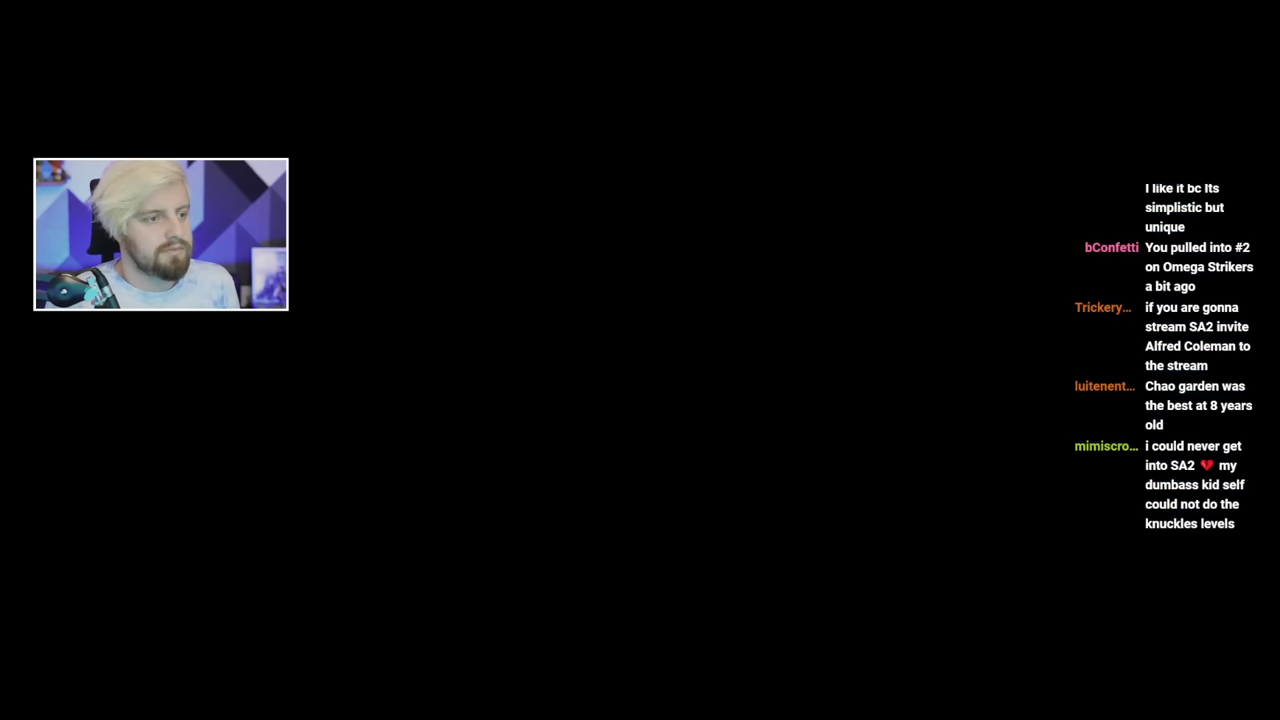 I like it bc Its
simplistic but
unique
bConfetti You pulled into #2
on Omega Strikers
a bit ago
Trickery… if you are gonna
stream SA2 invite
Alfred Coleman to
the stream
luitenent… Chao garden was
the best at 8 years
old
mimiscro… i could never get
into SA2 💔 my
dumbass kid self
could not do the
knuckles levels